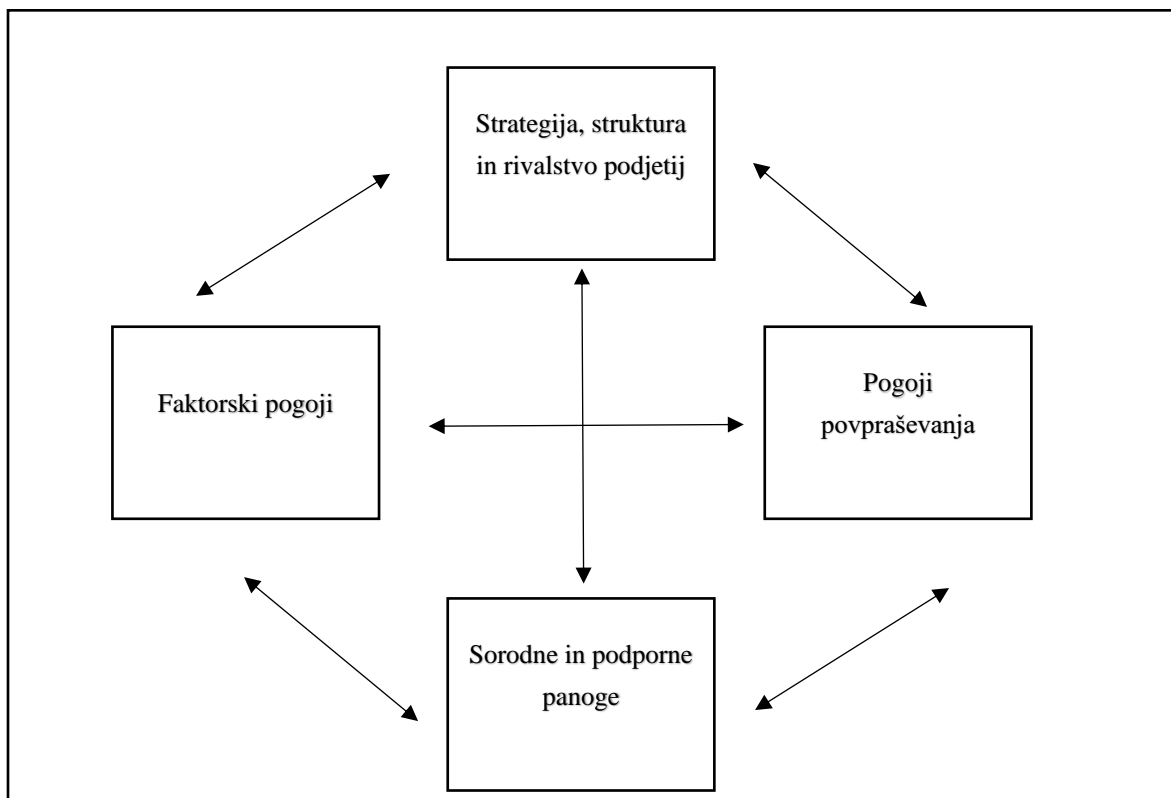 Strategija, struktura
in rivalstvo podjetij
Faktorski pogoji
Pogoji
povpraševanja
Sorodne in podporne
panoge